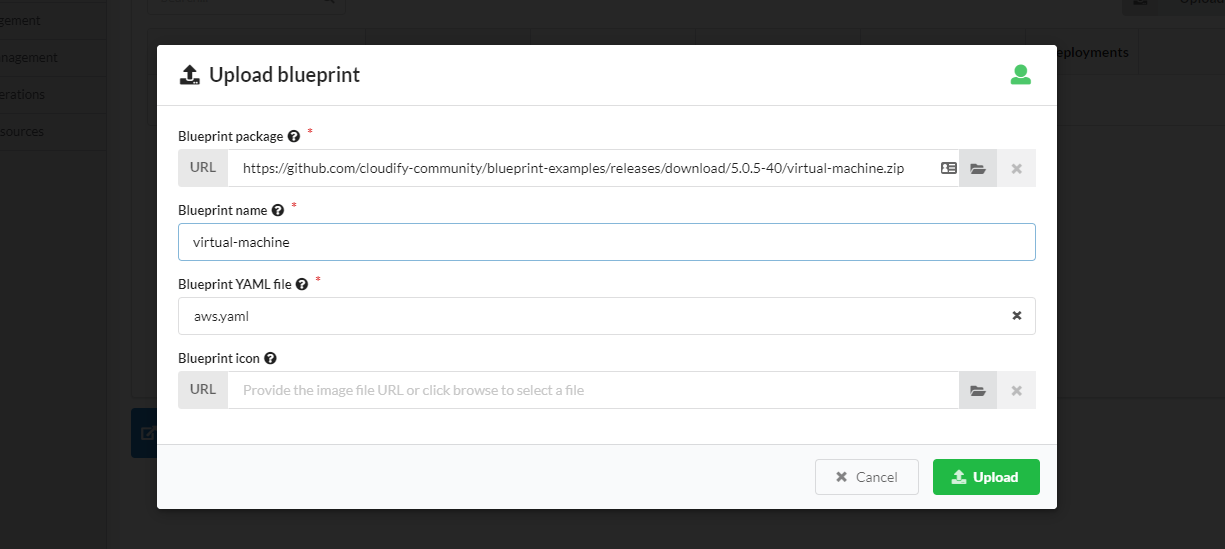 gement
nagement
erations
sources
eployments
Upload blueprint
Blueprint package *
URL https://github.com/cloudify-community/blueprint-examples/releases/download/5.0.5-40/virtual-machine.zip
Blueprint name *
virtual-machine
Blueprint YAML file *
aws.yaml
Blueprint icon
URL Provide the image file URL or click browse to select a file
Cancel Upload